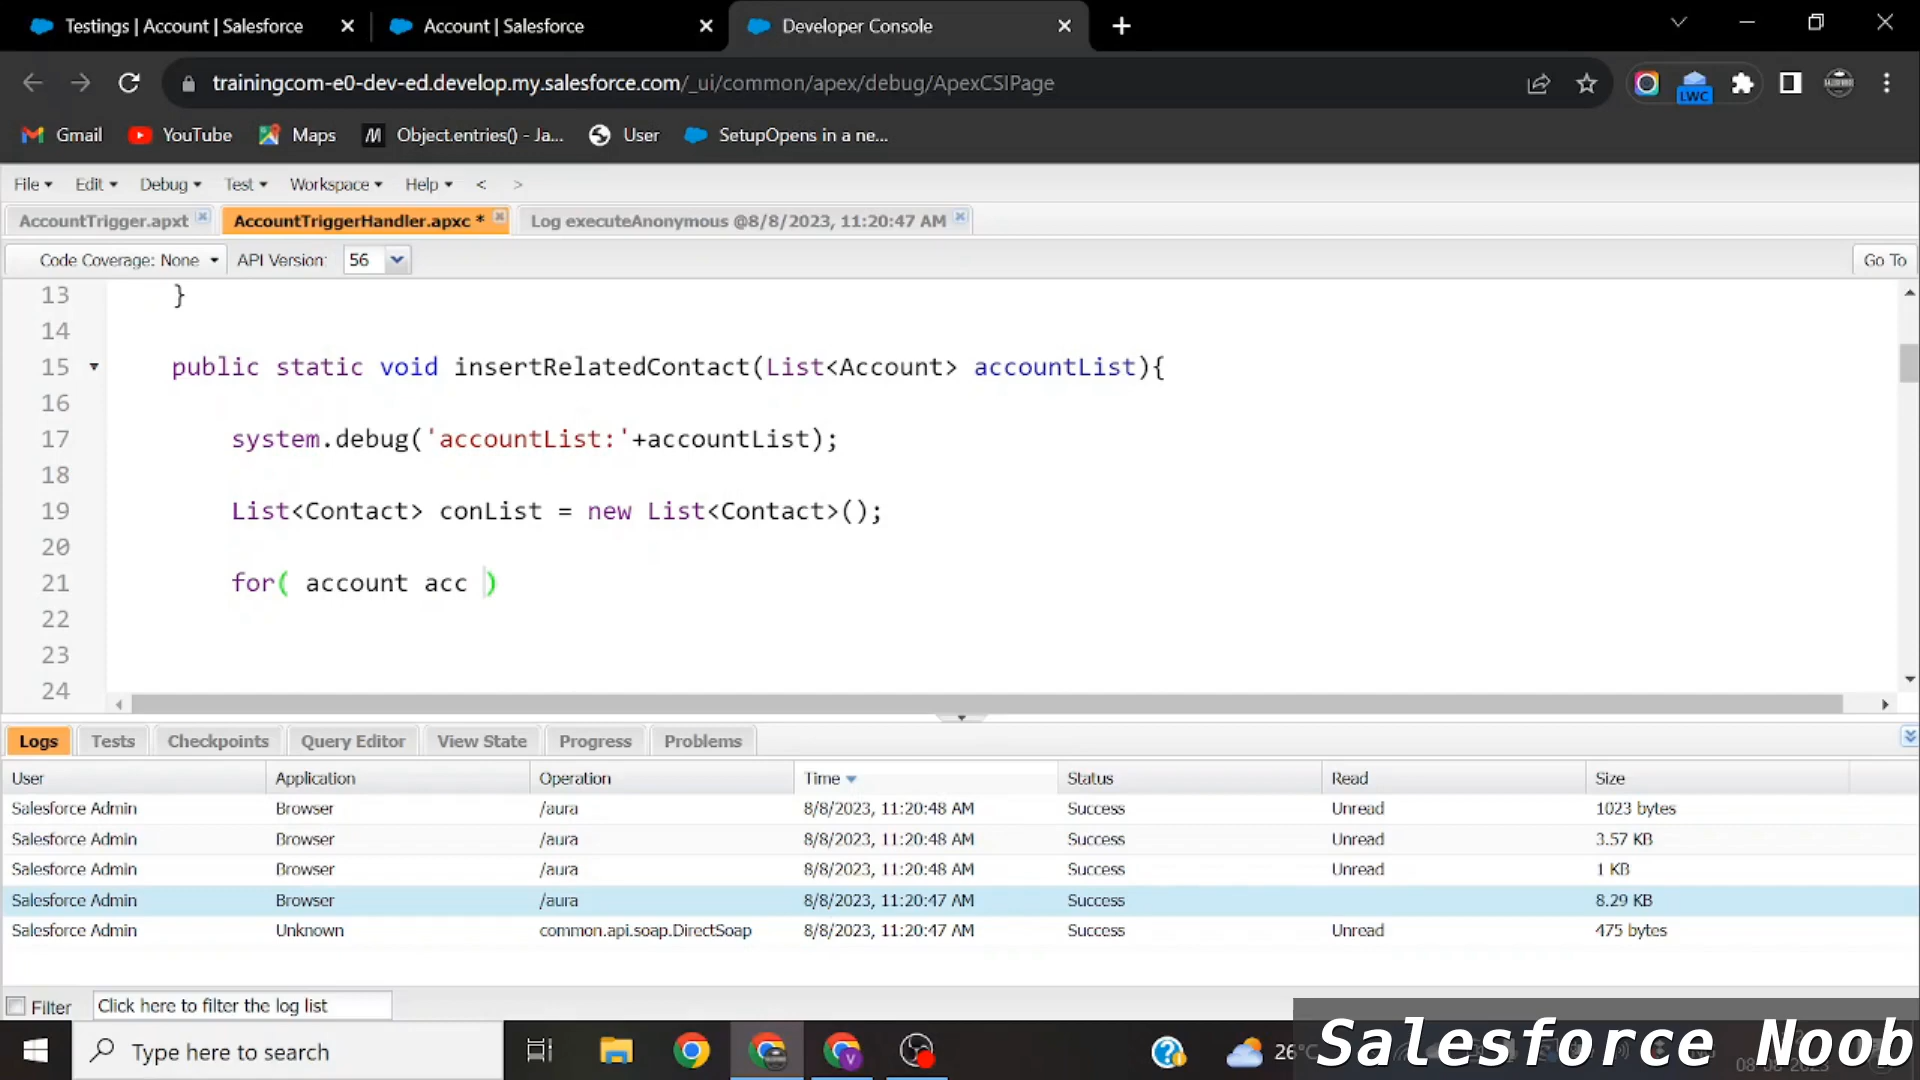 Testings | Account | Salesforce
Account | Salesforce
Developer Console
trainingcom-e0-dev-ed.develop.my.salesforce.com/_ui/common/apex/debug/ApexCSIPage
LWC
Gmail
YouTube
Maps
Object.entries() - Ja...
User
SetupOpens in a ne...
File
Edit
Debug
Test
Workspace
Help
<
>
AccountTrigger.apxt
AccountTriggerHandler.apxc *
Log executeAnonymous @8/8/2023, 11:20:47 AM
Code Coverage: None
API Version:
56
Go To
13 }
14
15 public static void insertRelatedContact(List<Account> accountList){
16
17 system.debug('accountList:'+accountList);
18
19 List<Contact> conList = new List<Contact>();
20
21 for( account acc )
22
23
24
Logs
Tests
Checkpoints
Query Editor
View State
Progress
Problems
User Application Operation Time Status Read Size
Salesforce Admin Browser /aura 8/8/2023, 11:20:48 AM Success Unread 1023 bytes
Salesforce Admin Browser /aura 8/8/2023, 11:20:48 AM Success Unread 3.57 KB
Salesforce Admin Browser /aura 8/8/2023, 11:20:48 AM Success Unread 1 KB
Salesforce Admin Browser /aura 8/8/2023, 11:20:47 AM Success 8.29 KB
Salesforce Admin Unknown common.api.soap.DirectSoap 8/8/2023, 11:20:47 AM Success Unread 475 bytes
Filter
Click here to filter the log list
Type here to search
26°C
Salesforce Noob